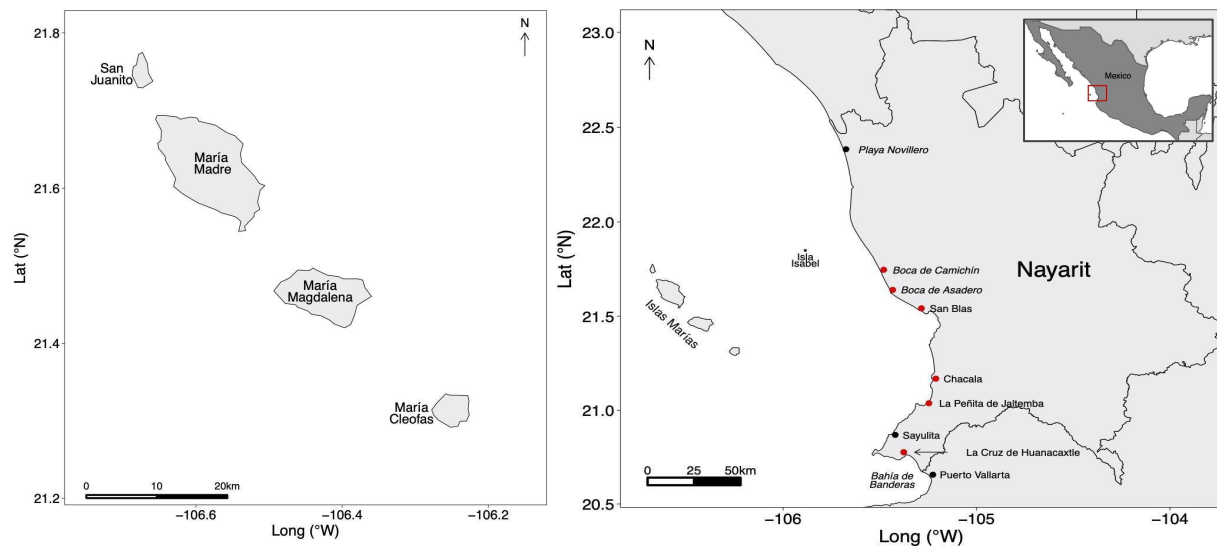 21.8
21.6
21.4
21.2
Lat (°N)
N
San
Juanito
María
Madre
María
Magdalena
María
Cleofas
0
10
20km
−106.6
−106.4
−106.2
Long (°W)
23.0
22.5
22.0
21.5
21.0
20.5
Lat (°N)
N
Mexico
Playa Novillero
Isla
Isabel
Boca de Camichín
Nayarit
Boca de Asadero
San Blas
Islas Marías
Chacala
La Peñita de Jaltemba
Sayulita
La Cruz de Huanacaxtle
Bahía de
Banderas
Puerto Vallarta
0
25
50km
−106
−105
−104
Long (°W)